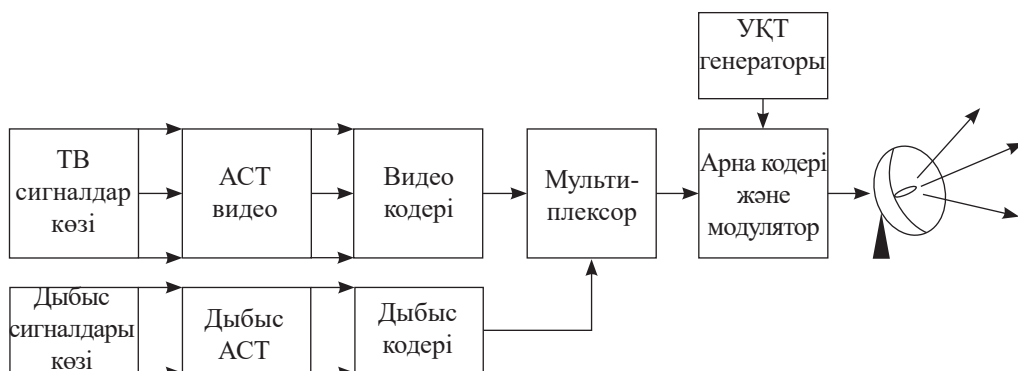 УҚТ
генераторы
ТВ
сигналдар
көзі
АСТ
видео
Видео
кодері
Мульти-
плексор
Арна кодері
және
модулятор
Дыбыс
сигналдары
көзі
Дыбыс
АСТ
Дыбыс
кодері